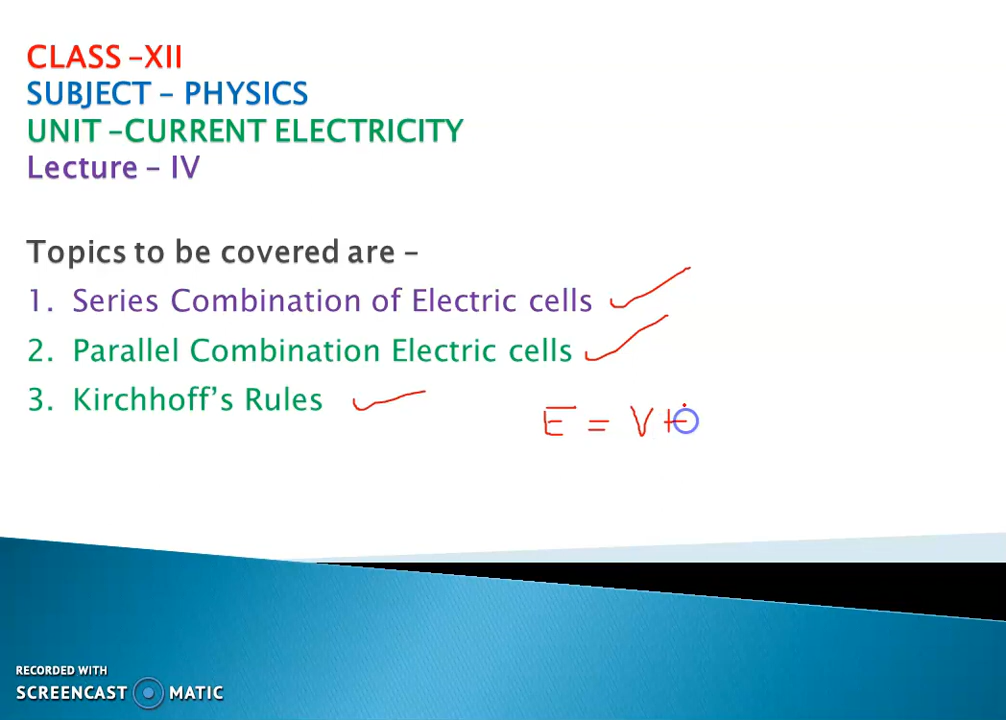 CLASS –XII
SUBJECT – PHYSICS
UNIT –CURRENT ELECTRICITY
Lecture – IV
Topics to be covered are –
1. Series Combination of Electric cells
2. Parallel Combination Electric cells
3. Kirchhoff’s Rules
E = V +
RECORDED WITH
SCREENCAST MATIC